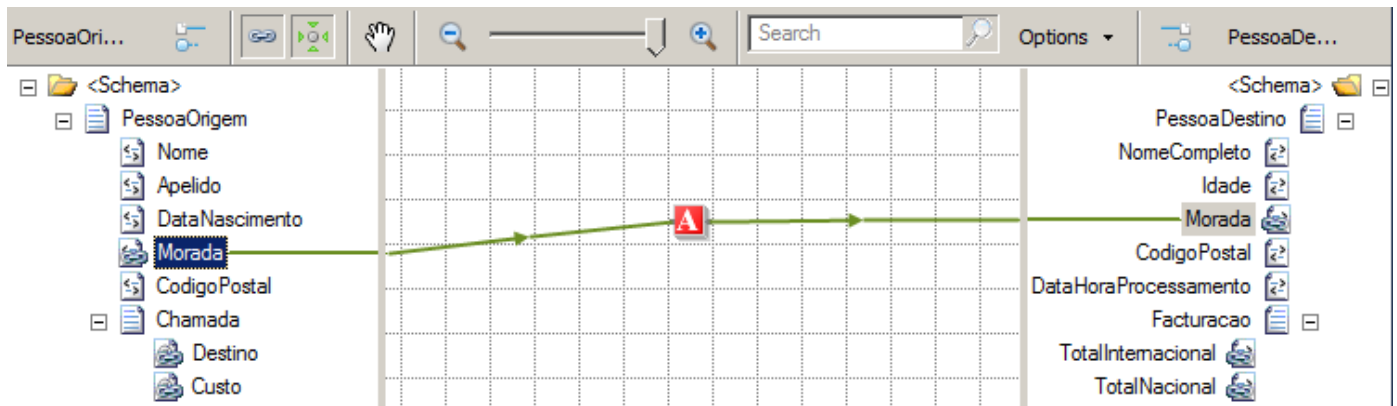 PessoaOri...
Search
Options
PessoaDe...
<Schema>
PessoaOrigem
Nome
Apelido
DataNascimento
Morada
CodigoPostal
Chamada
Destino
Custo
A
<Schema>
PessoaDestino
NomeCompleto
Idade
Morada
CodigoPostal
DataHoraProcessamento
Facturacao
TotalInternacional
TotalNacional